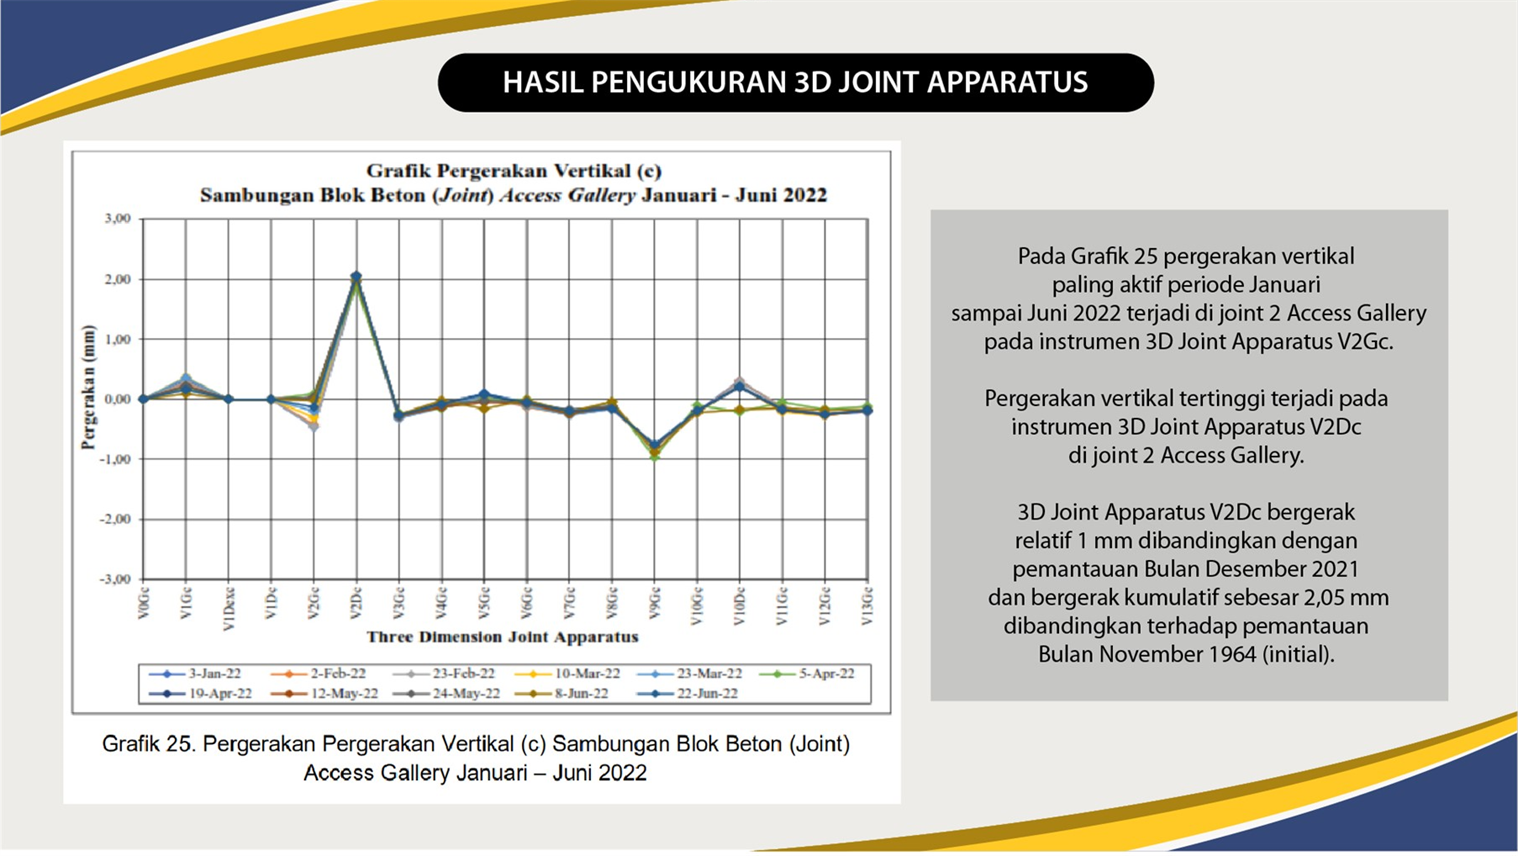 HASIL PENGUKURAN 3D JOINT APPARATUS
Grafik Pergerakan Vertikal (c)
Sambungan Blok Beton (Joint) Access Gallery Januari - Juni 2022
Pergerakan (mm)
3,00
2,00
1,00
0,00
-1,00
-2,00
-3,00
V0Gc
V1Gc
V1Dcxc
V1Dc
V2Gc
V2Dc
V3Gc
V4Gc
V5Gc
V6Gc
V7Gc
V8Gc
V9Gc
V10Gc
V10Dc
V11Gc
V12Gc
V13Gc
Three Dimension Joint Apparatus
3-Jan-22 2-Feb-22 23-Feb-22 10-Mar-22 23-Mar-22 5-Apr-22
19-Apr-22 12-May-22 24-May-22 8-Jun-22 22-Jun-22
Grafik 25. Pergerakan Pergerakan Vertikal (c) Sambungan Blok Beton (Joint)
Access Gallery Januari – Juni 2022
Pada Grafik 25 pergerakan vertikal
paling aktif periode Januari
sampai Juni 2022 terjadi di joint 2 Access Gallery
pada instrumen 3D Joint Apparatus V2Gc.
Pergerakan vertikal tertinggi terjadi pada
instrumen 3D Joint Apparatus V2Dc
di joint 2 Access Gallery.
3D Joint Apparatus V2Dc bergerak
relatif 1 mm dibandingkan dengan
pemantauan Bulan Desember 2021
dan bergerak kumulatif sebesar 2,05 mm
dibandingkan terhadap pemantauan
Bulan November 1964 (initial).